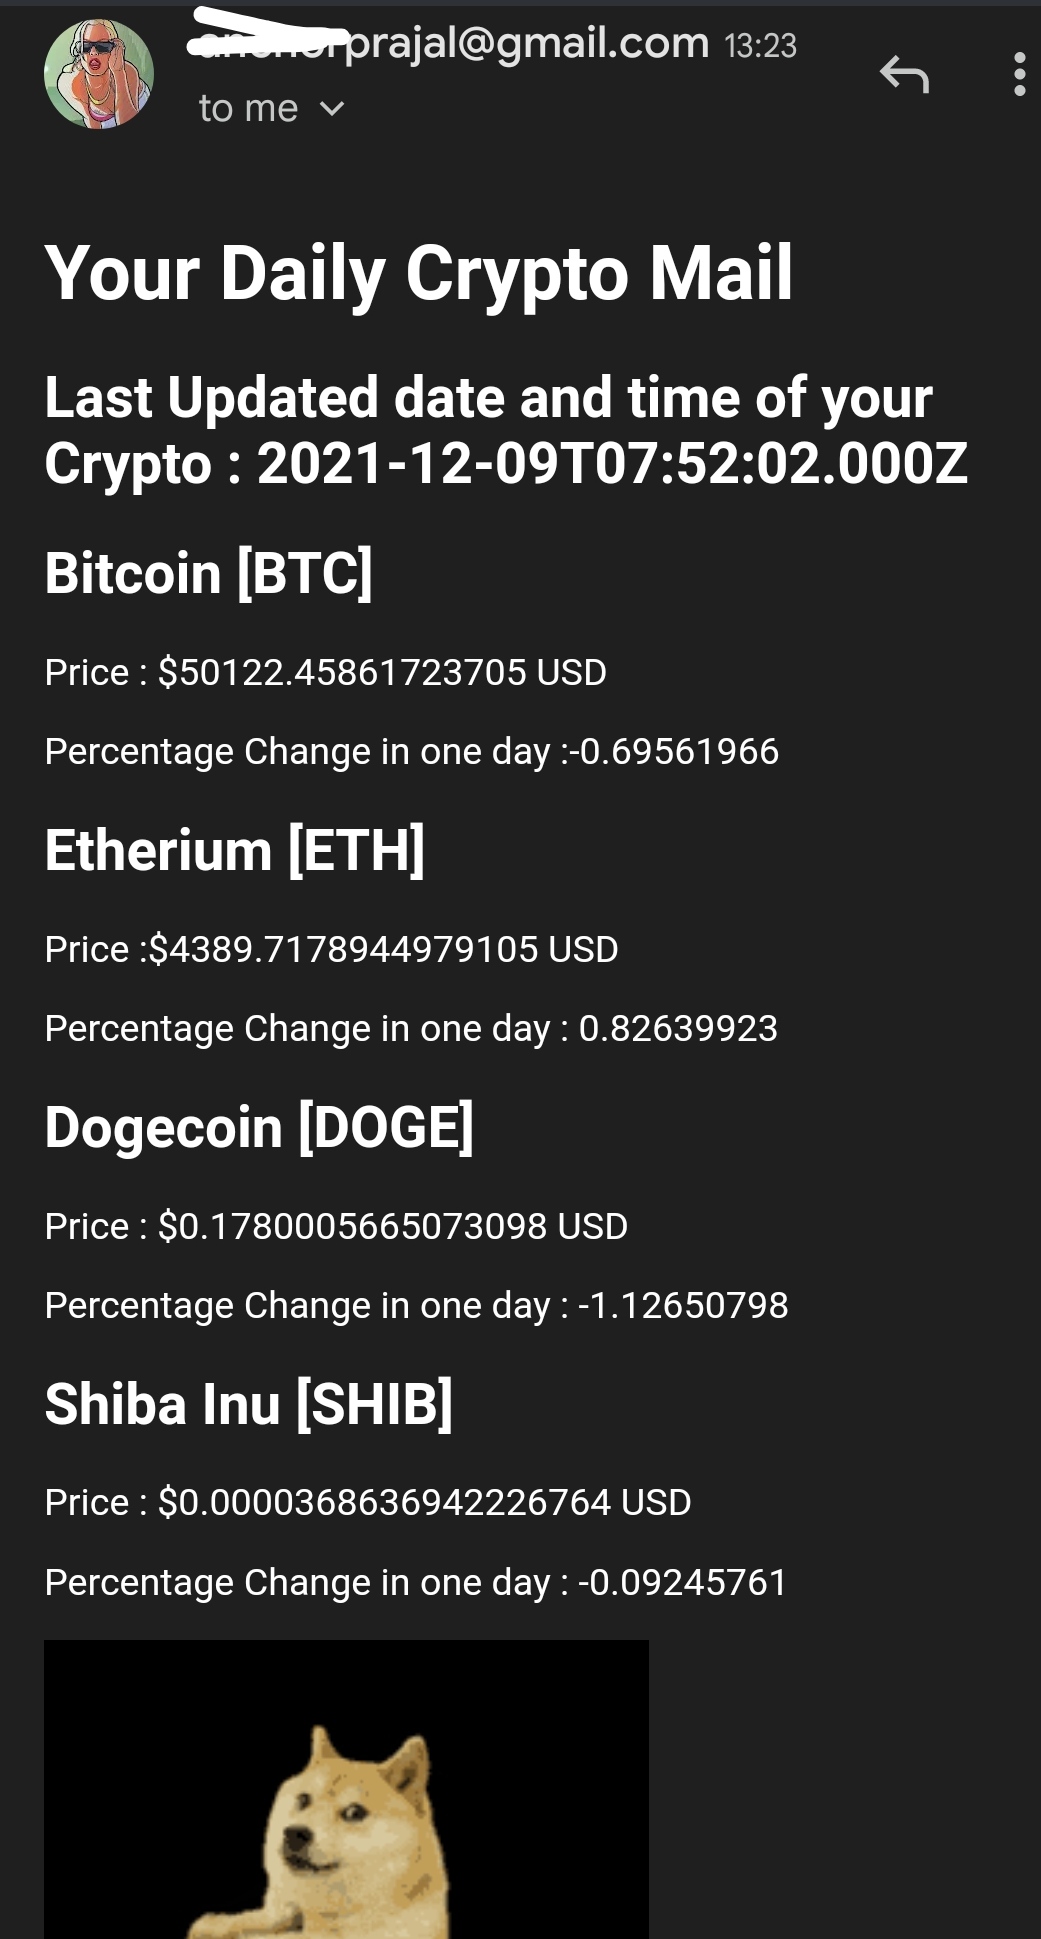 prajal@gmail.com 13:23
to me
Your Daily Crypto Mail
Last Updated date and time of your
Crypto : 2021-12-09T07:52:02.000Z
Bitcoin [BTC]
Price : $50122.45861723705 USD
Percentage Change in one day :-0.69561966
Etherium [ETH]
Price :$4389.7178944979105 USD
Percentage Change in one day : 0.82639923
Dogecoin [DOGE]
Price : $0.1780005665073098 USD
Percentage Change in one day : -1.12650798
Shiba Inu [SHIB]
Price : $0.0000368636942226764 USD
Percentage Change in one day : -0.09245761